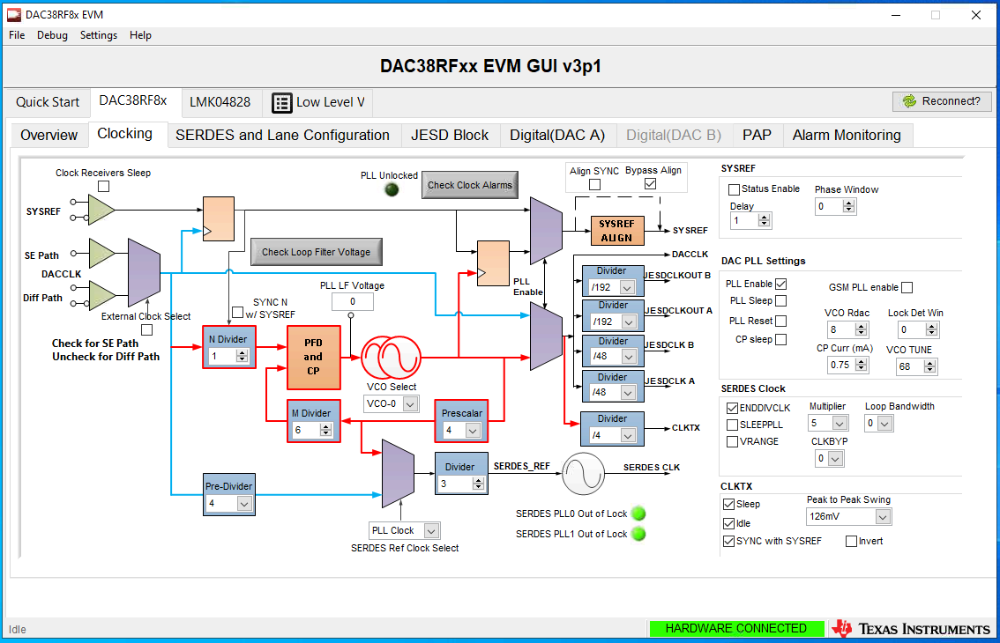 DAC38RF8x EVM
File Debug Settings Help
DAC38RFxx EVM GUI v3p1
Quick Start DAC38RF8x LMK04828 Low Level V Reconnect?
Overview Clocking SERDES and Lane Configuration JESD Block Digital(DAC A) Digital(DAC B) PAP Alarm Monitoring
Clock Receivers Sleep
SYSREF
SE Path
DACCLK
Diff Path
External Clock Select
Check for SE Path
Uncheck for Diff Path
PLL Unlocked
Check Clock Alarms
Check Loop Filter Voltage
PLL LF Voltage
0
SYNC N
w/ SYSREF
N Divider
1
PFD
and
CP
VCO Select
VCO-0
M Divider
6
Prescalar
4
Pre-Divider
4
Divider
3
PLL Clock
SERDES Ref Clock Select
SERDES_REF
SERDES CLK
SERDES PLL0 Out of Lock
SERDES PLL1 Out of Lock
PLL
Enable
Align SYNC Bypass Align
SYSREF
ALIGN
SYSREF
DACCLK
Divider
/192
JESDCLKOUT B
Divider
/192
JESDCLKOUT A
Divider
/48
JESDCLK B
Divider
/48
JESDCLK A
Divider
/4
CLKTX
SYSREF
Status Enable Phase Window
0
Delay
1
DAC PLL Settings
PLL Enable GSM PLL enable
PLL Sleep
PLL Reset
CP sleep
VCO Rdac Lock Det Win
8 0
CP Curr (mA) VCO TUNE
0.75 68
SERDES Clock
ENDDIVCLK Multiplier Loop Bandwidth
SLEEPPLL 5 0
VRANGE CLKBYP
0
CLKTX
Sleep Peak to Peak Swing
Idle 126mV
SYNC with SYSREF Invert
Idle HARDWARE CONNECTED TEXAS INSTRUMENTS